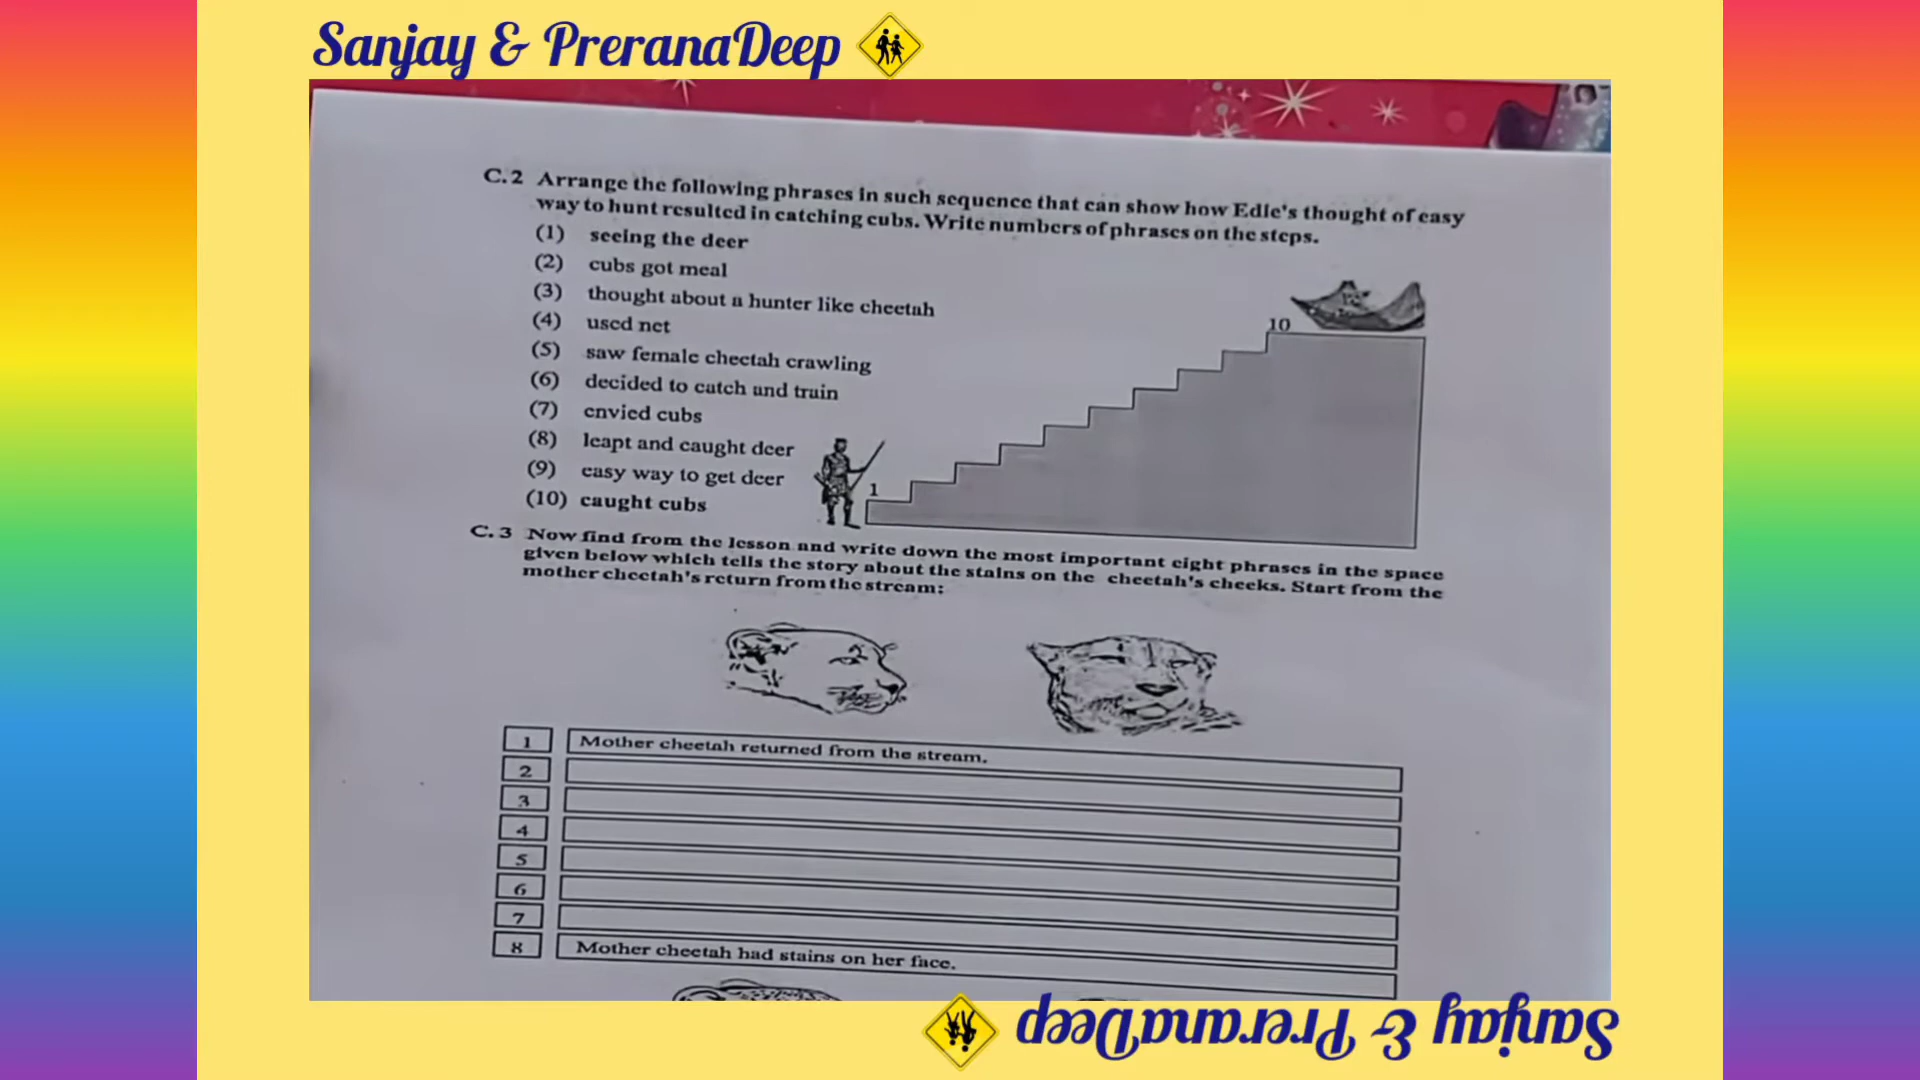 Sanjay & PreranaDeep
C.2 Arrange the following phrases in such sequence that can show how Edie's thought of easy
way to hunt resulted in catching cubs. Write numbers of phrases on the steps.
(1) seeing the deer
(2) cubs got meal
(3) thought about a hunter like cheetah
(4) used net
(5) saw female cheetah crawling
(6) decided to catch and train
(7) envied cubs
(8) leapt and caught deer
(9) easy way to get deer
(10) caught cubs
1
10
C.3 Now find from the lesson and write down the most important eight phrases in the space
given below which tells the story about the stains on the cheetah's cheeks. Start from the
mother cheetah's return from the stream:
1 Mother cheetah returned from the stream.
2
3
4
5
6
7
8 Mother cheetah had stains on her face.
Sanjay & PreranaDeep